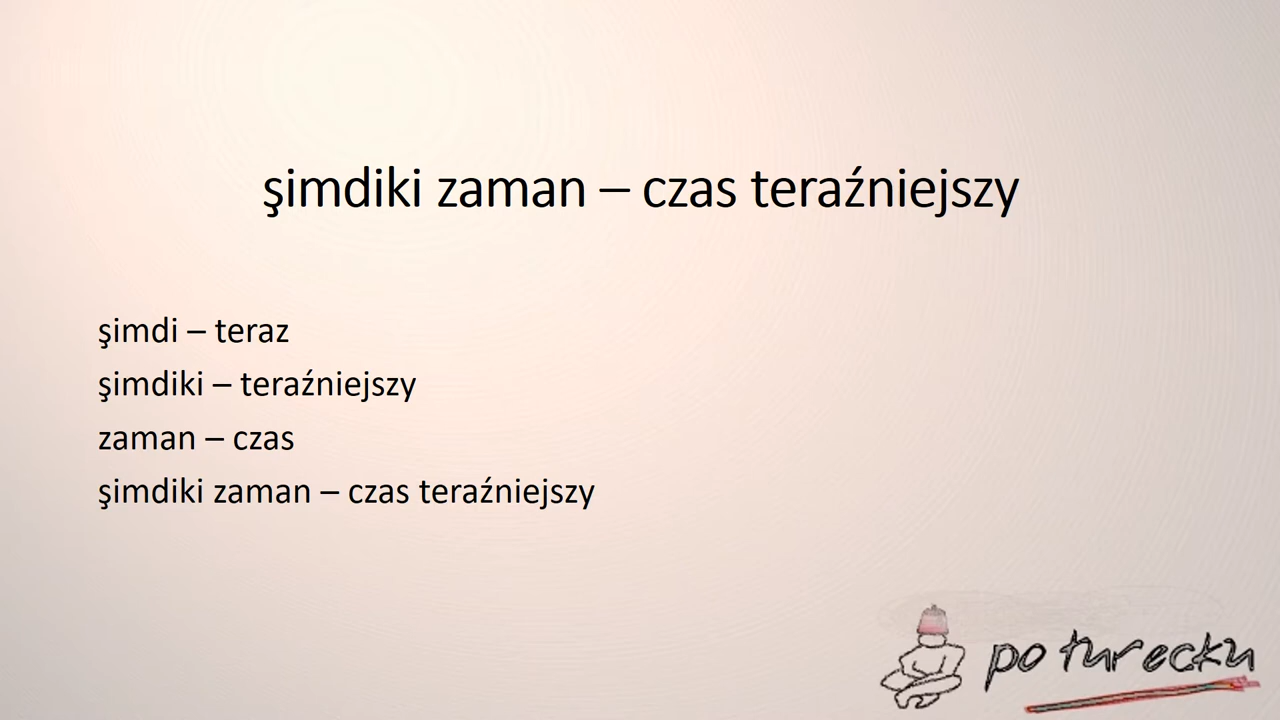 şimdiki zaman – czas teraźniejszy
şimdi – teraz
şimdiki – teraźniejszy
zaman – czas
şimdiki zaman – czas teraźniejszy
po turecku